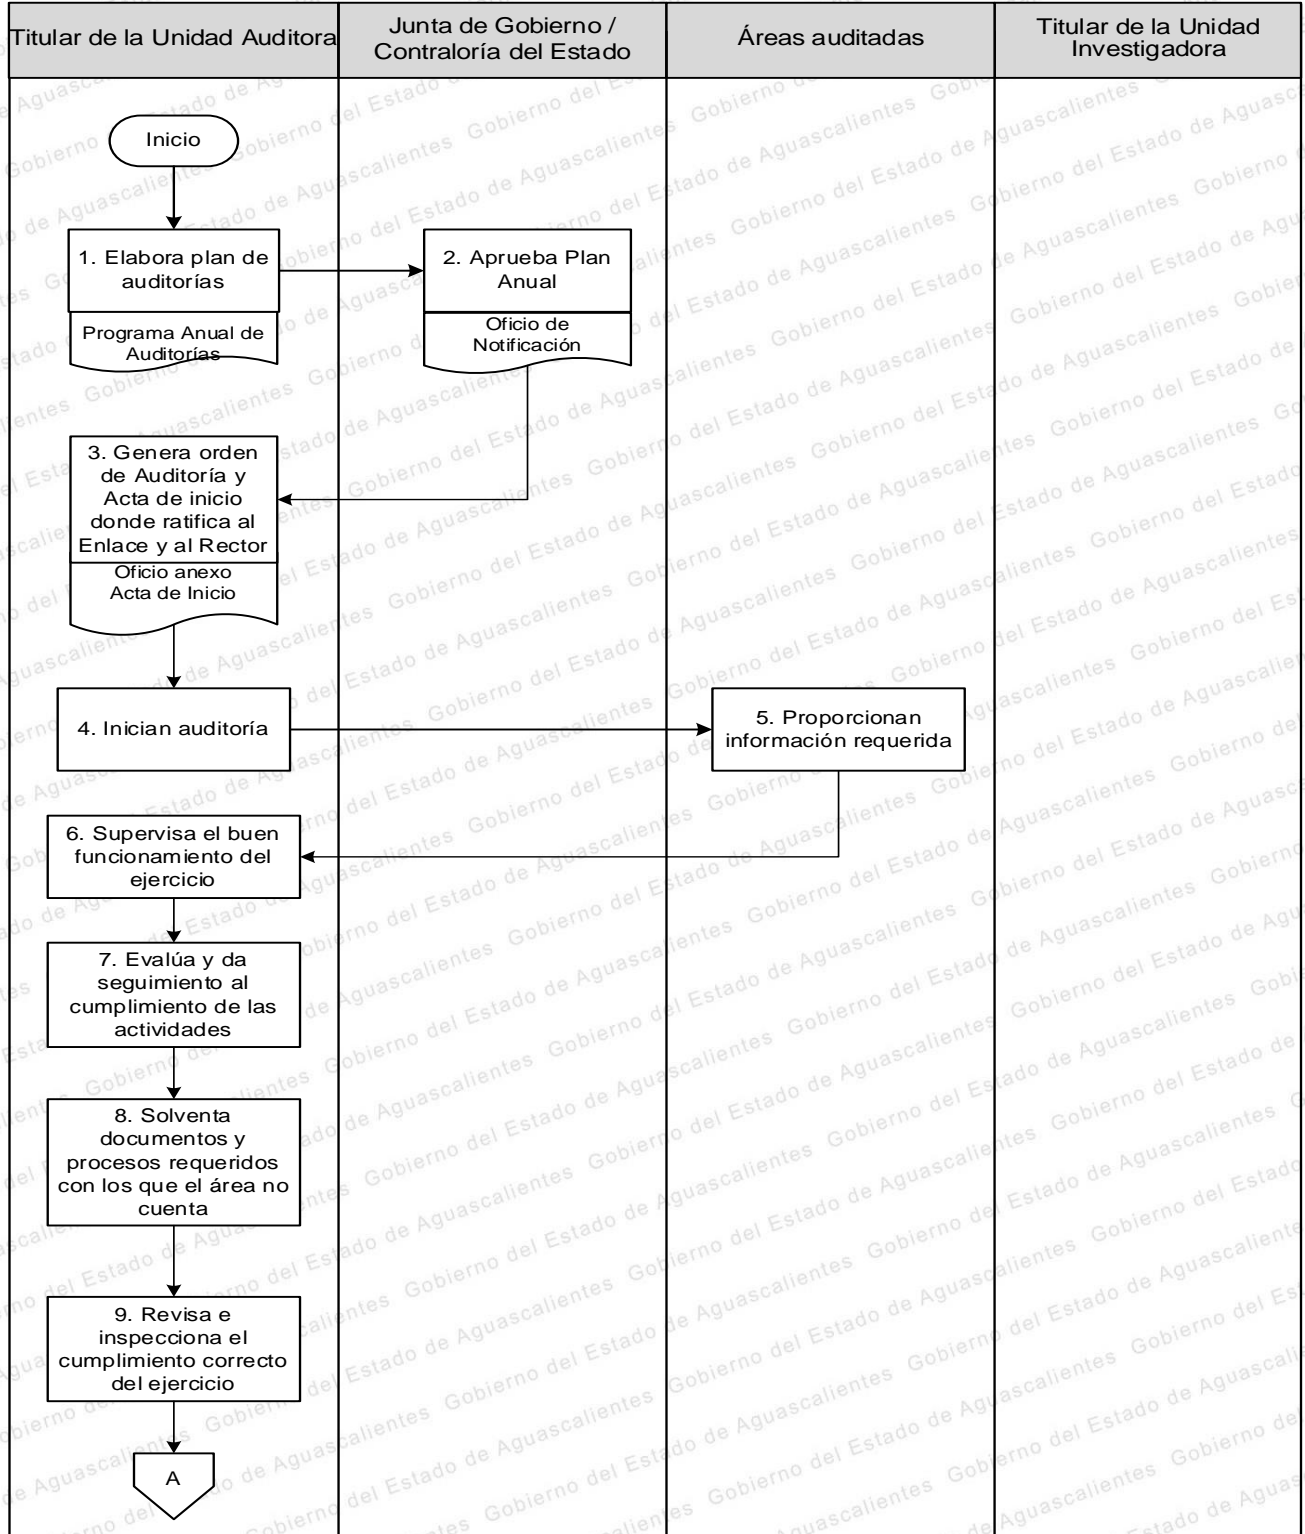 Titular de la Unidad Auditora
Junta de Gobierno /
Contraloría del Estado
Áreas auditadas
Titular de la Unidad
Investigadora
Inicio
1. Elabora plan de
auditorías
Programa Anual de
Auditorías
2. Aprueba Plan
Anual
Oficio de
Notificación
3. Genera orden
de Auditoría y
Acta de inicio
donde ratifica al
Enlace y al Rector
Oficio anexo
Acta de Inicio
4. Inician auditoría
5. Proporcionan
información requerida
6. Supervisa el buen
funcionamiento del
ejercicio
7. Evalúa y da
seguimiento al
cumplimiento de las
actividades
8. Solventa
documentos y
procesos requeridos
con los que el área no
cuenta
9. Revisa e
inspecciona el
cumplimiento correcto
del ejercicio
A
Gobierno del Estado de Aguascalientes